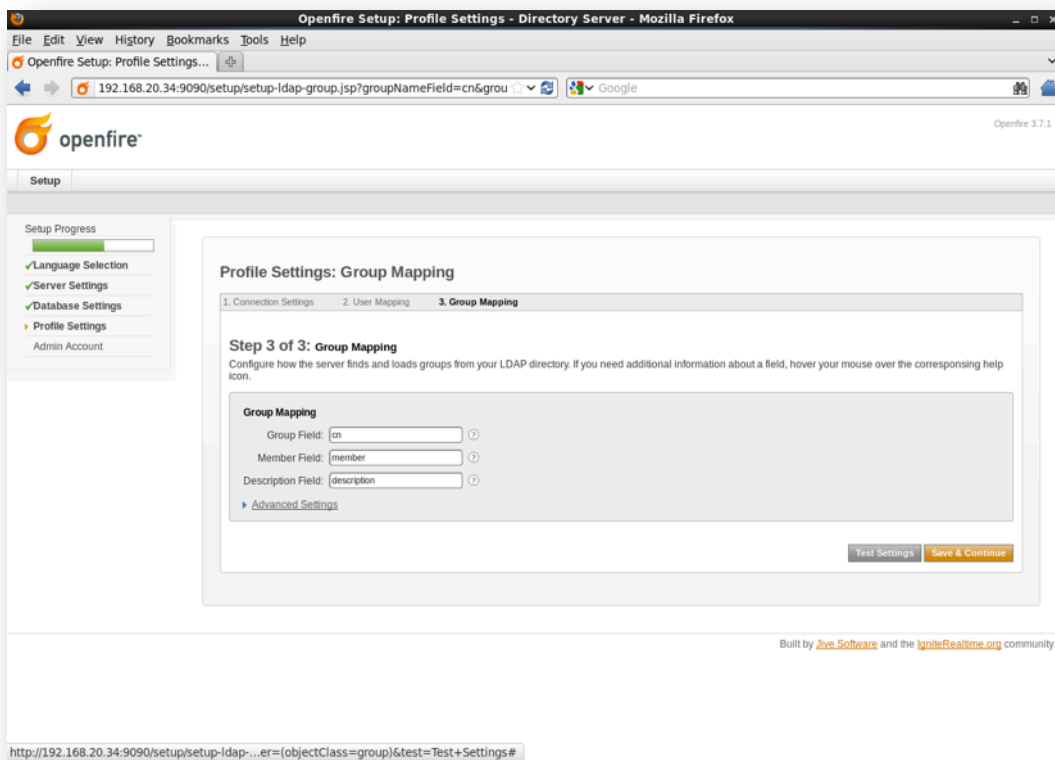 Openfire Setup: Profile Settings - Directory Server - Mozilla Firefox
File Edit View History Bookmarks Tools Help
Openfire Setup: Profile Settings...
192.168.20.34:9090/setup/setup-ldap-group.jsp?groupNameField=cn&grou
Google
openfire
Openfire 3.7.1
Setup
Setup Progress
Language Selection
Server Settings
Database Settings
Profile Settings
Admin Account
Profile Settings: Group Mapping
1. Connection Settings 2. User Mapping 3. Group Mapping
Step 3 of 3: Group Mapping
Configure how the server finds and loads groups from your LDAP directory. If you need additional information about a field, hover your mouse over the corresponsing help
icon.
Group Mapping
Group Field: cn ?
Member Field: member ?
Description Field: description ?
Advanced Settings
Test Settings Save & Continue
Built by Jive Software and the IgniteRealtime.org community
http://192.168.20.34:9090/setup/setup-ldap-...er=(objectClass=group)&test=Test+Settings#